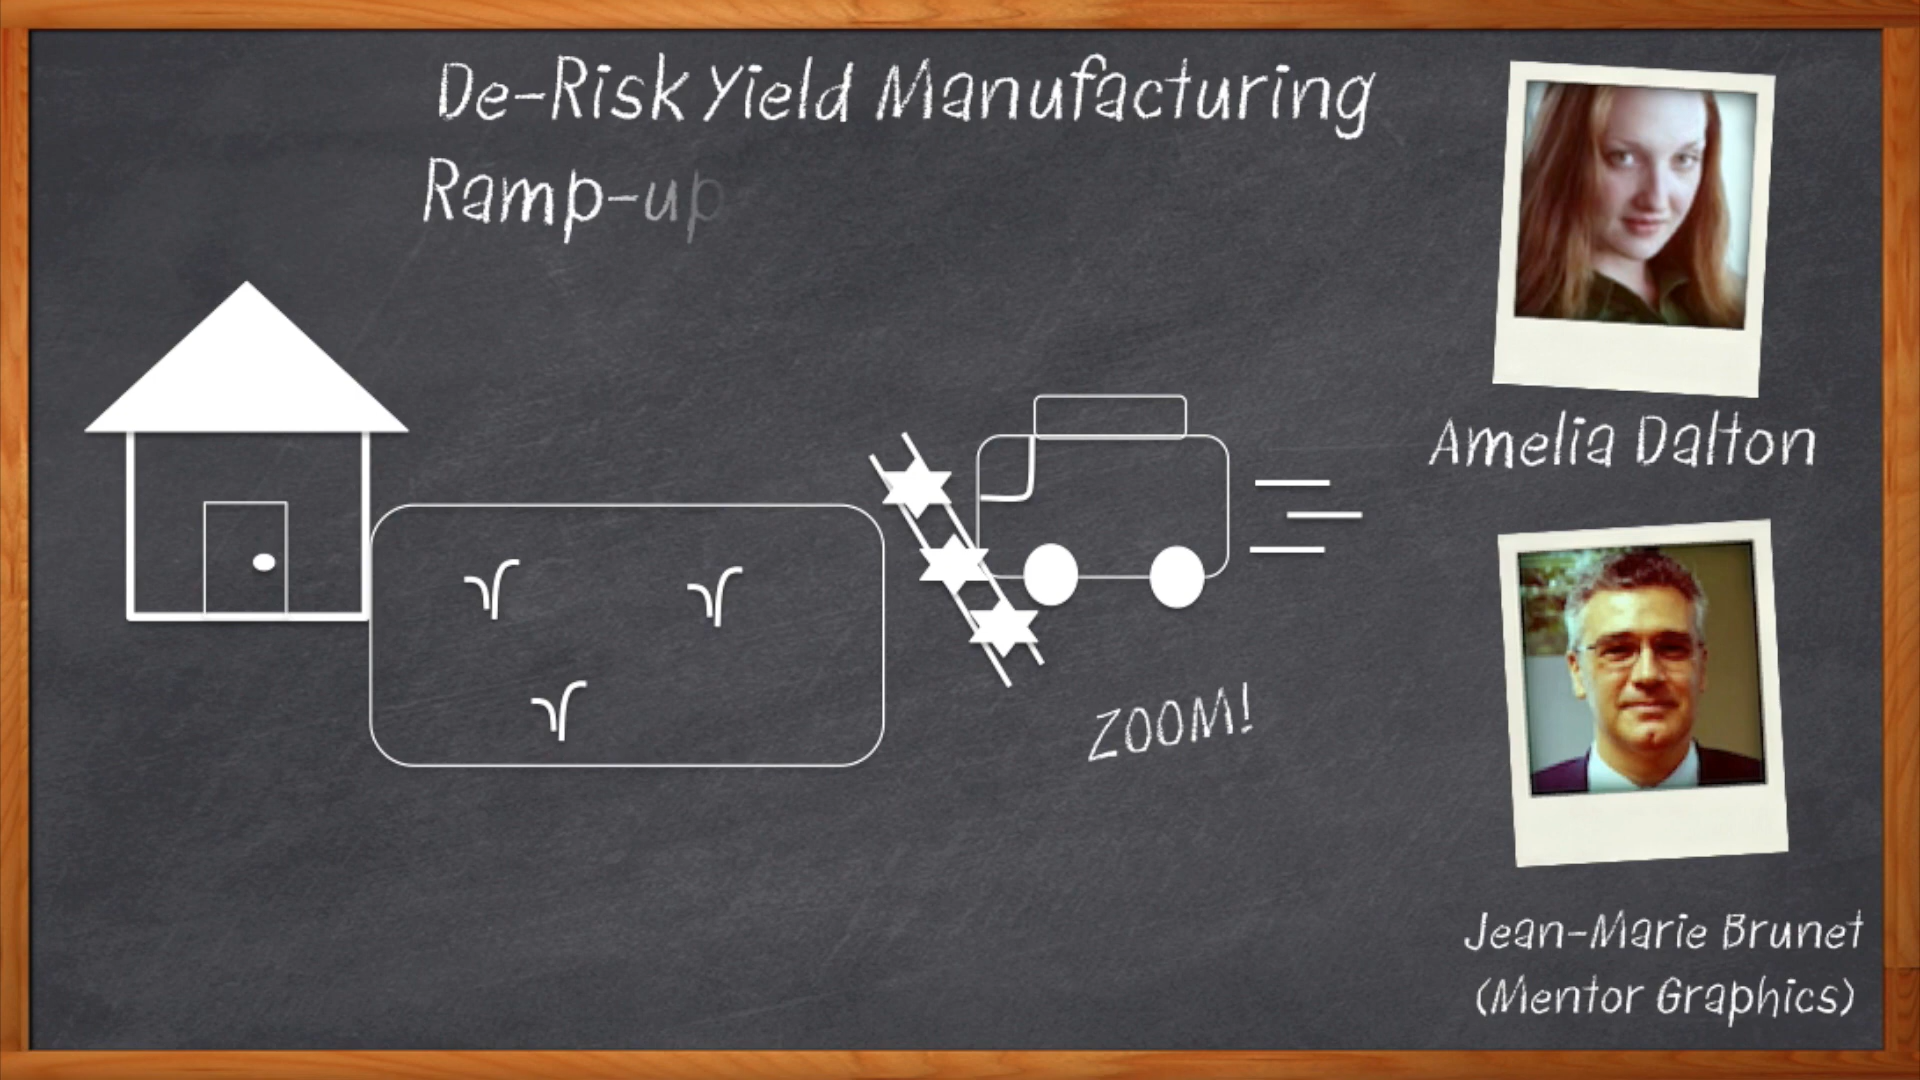 De-Risk Yield Manufacturing
Ramp-up
Amelia Dalton
ZOOM!
Jean-Marie Brunet
(Mentor Graphics)